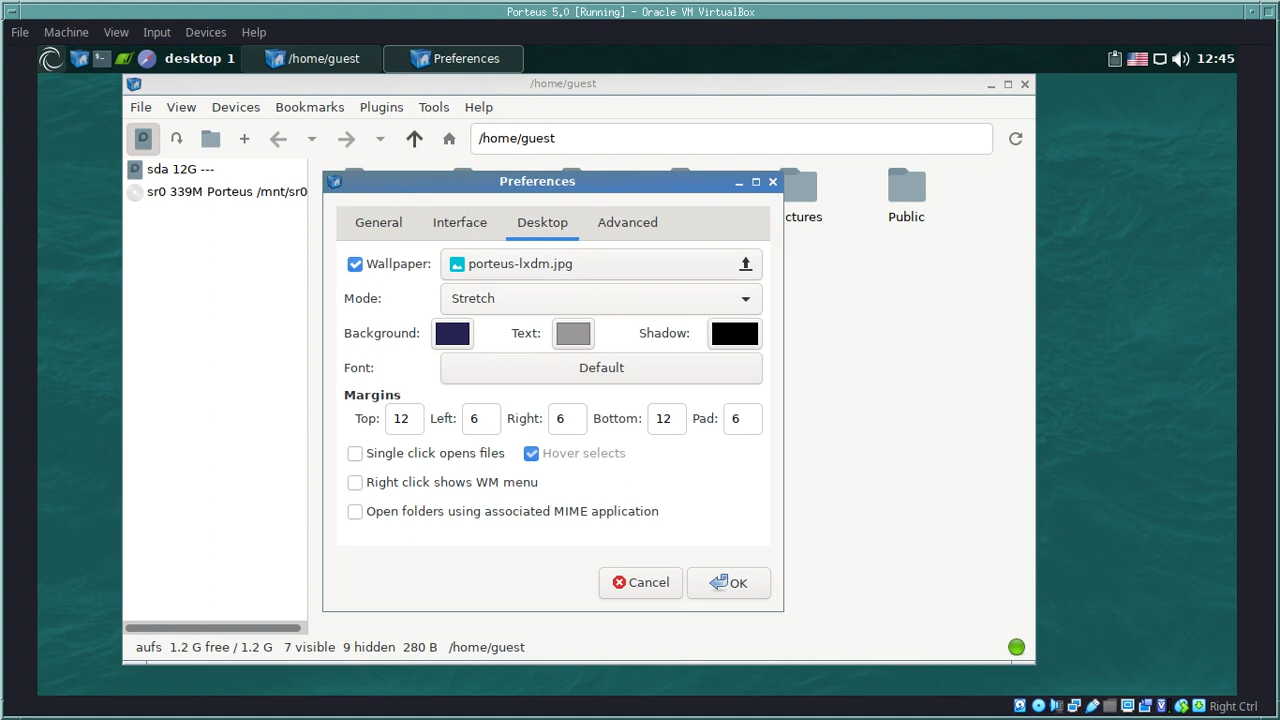 Porteus 5.0 [Running] - Oracle VM VirtualBox
File Machine View Input Devices Help
desktop 1 /home/guest Preferences 12:45
/home/guest
File View Devices Bookmarks Plugins Tools Help
/home/guest
sda 12G ---
sr0 339M Porteus /mnt/sr0
ctures Public
Preferences
General Interface Desktop Advanced
Wallpaper: porteus-lxdm.jpg
Mode: Stretch
Background: Text: Shadow:
Font: Default
Margins
Top: 12 Left: 6 Right: 6 Bottom: 12 Pad: 6
Single click opens files Hover selects
Right click shows WM menu
Open folders using associated MIME application
Cancel OK
aufs 1.2 G free / 1.2 G 7 visible 9 hidden 280 B /home/guest
Right Ctrl